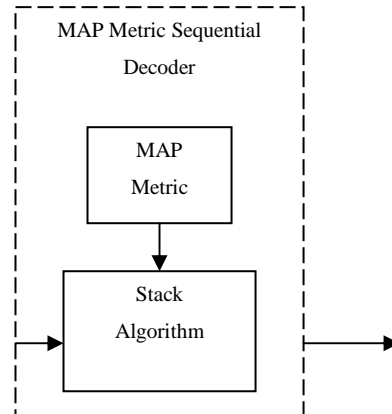 MAP Metric Sequential
Decoder
MAP
Metric
Stack
Algorithm